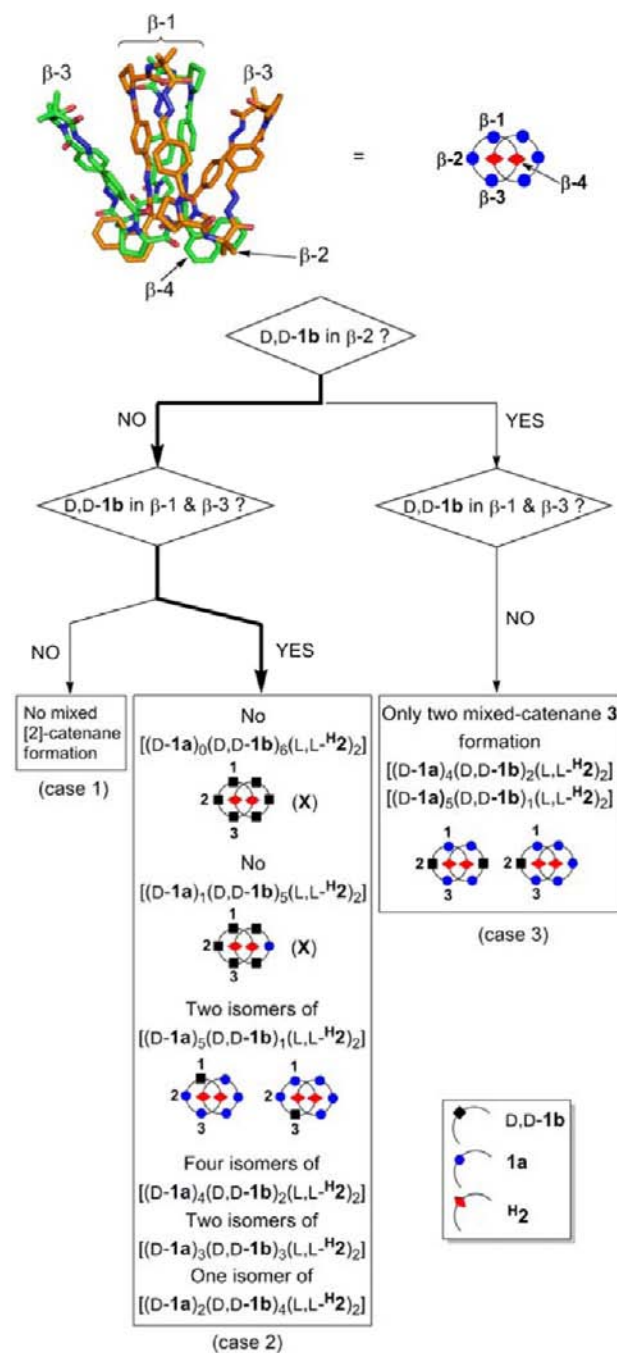 β-1
β-3
β-3
β-2
β-4
=
β-1
β-2
β-3
β-4
D,D-1b in β-2 ?
NO
YES
D,D-1b in β-1 & β-3 ?
D,D-1b in β-1 & β-3 ?
NO
YES
NO
No mixed
[2]-catenane
formation
(case 1)
No
[(D-1a)₀(D,D-1b)₆(L,L-ᴴ2)₂]
1
2
3
(X)
No
[(D-1a)₁(D,D-1b)₅(L,L-ᴴ2)₂]
1
2
3
(X)
Two isomers of
[(D-1a)₅(D,D-1b)₁(L,L-ᴴ2)₂]
1
2
3
1
2
3
Four isomers of
[(D-1a)₄(D,D-1b)₂(L,L-ᴴ2)₂]
Two isomers of
[(D-1a)₃(D,D-1b)₃(L,L-ᴴ2)₂]
One isomer of
[(D-1a)₂(D,D-1b)₄(L,L-ᴴ2)₂]
(case 2)
Only two mixed-catenane 3
formation
[(D-1a)₄(D,D-1b)₂(L,L-ᴴ2)₂]
[(D-1a)₅(D,D-1b)₁(L,L-ᴴ2)₂]
1
2
3
1
2
3
(case 3)
D,D-1b
1a
ᴴ2